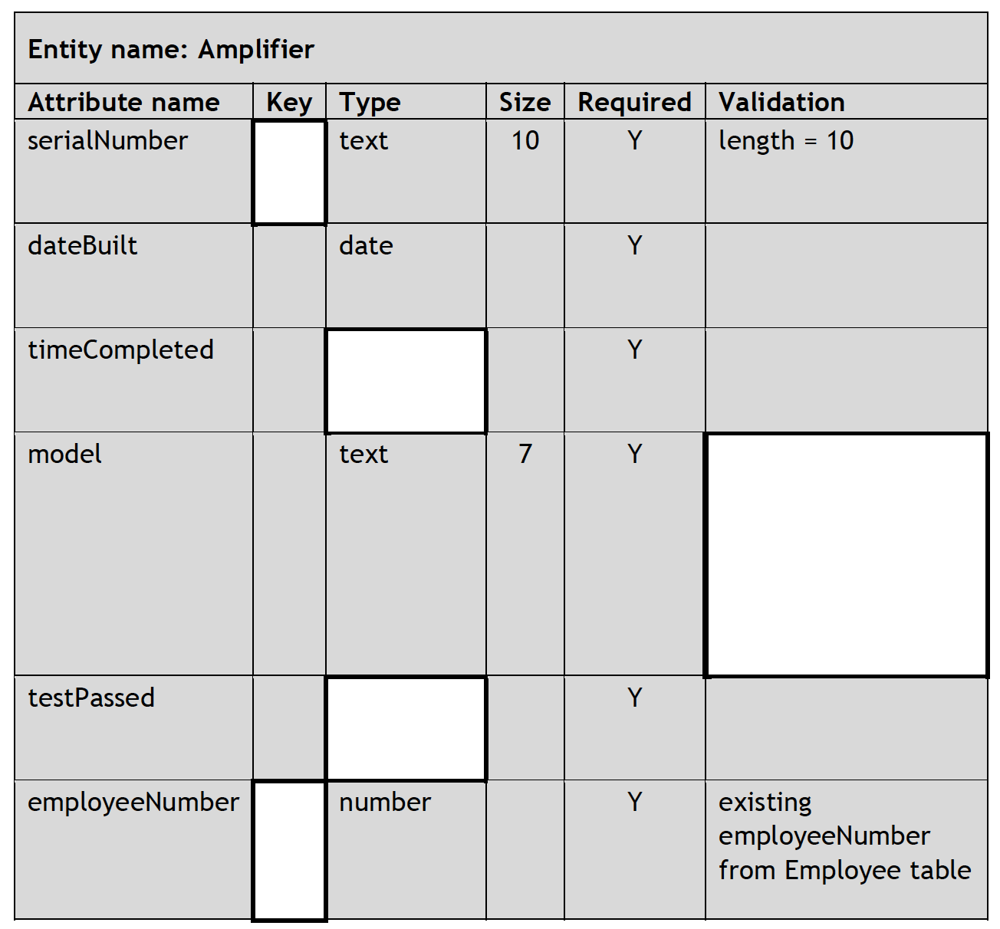 Entity name: Amplifier
Attribute name Key Type Size Required Validation
serialNumber text 10 Y length = 10
dateBuilt date Y
timeCompleted Y
model text 7 Y
testPassed Y
employeeNumber number Y existing
employeeNumber
from Employee table